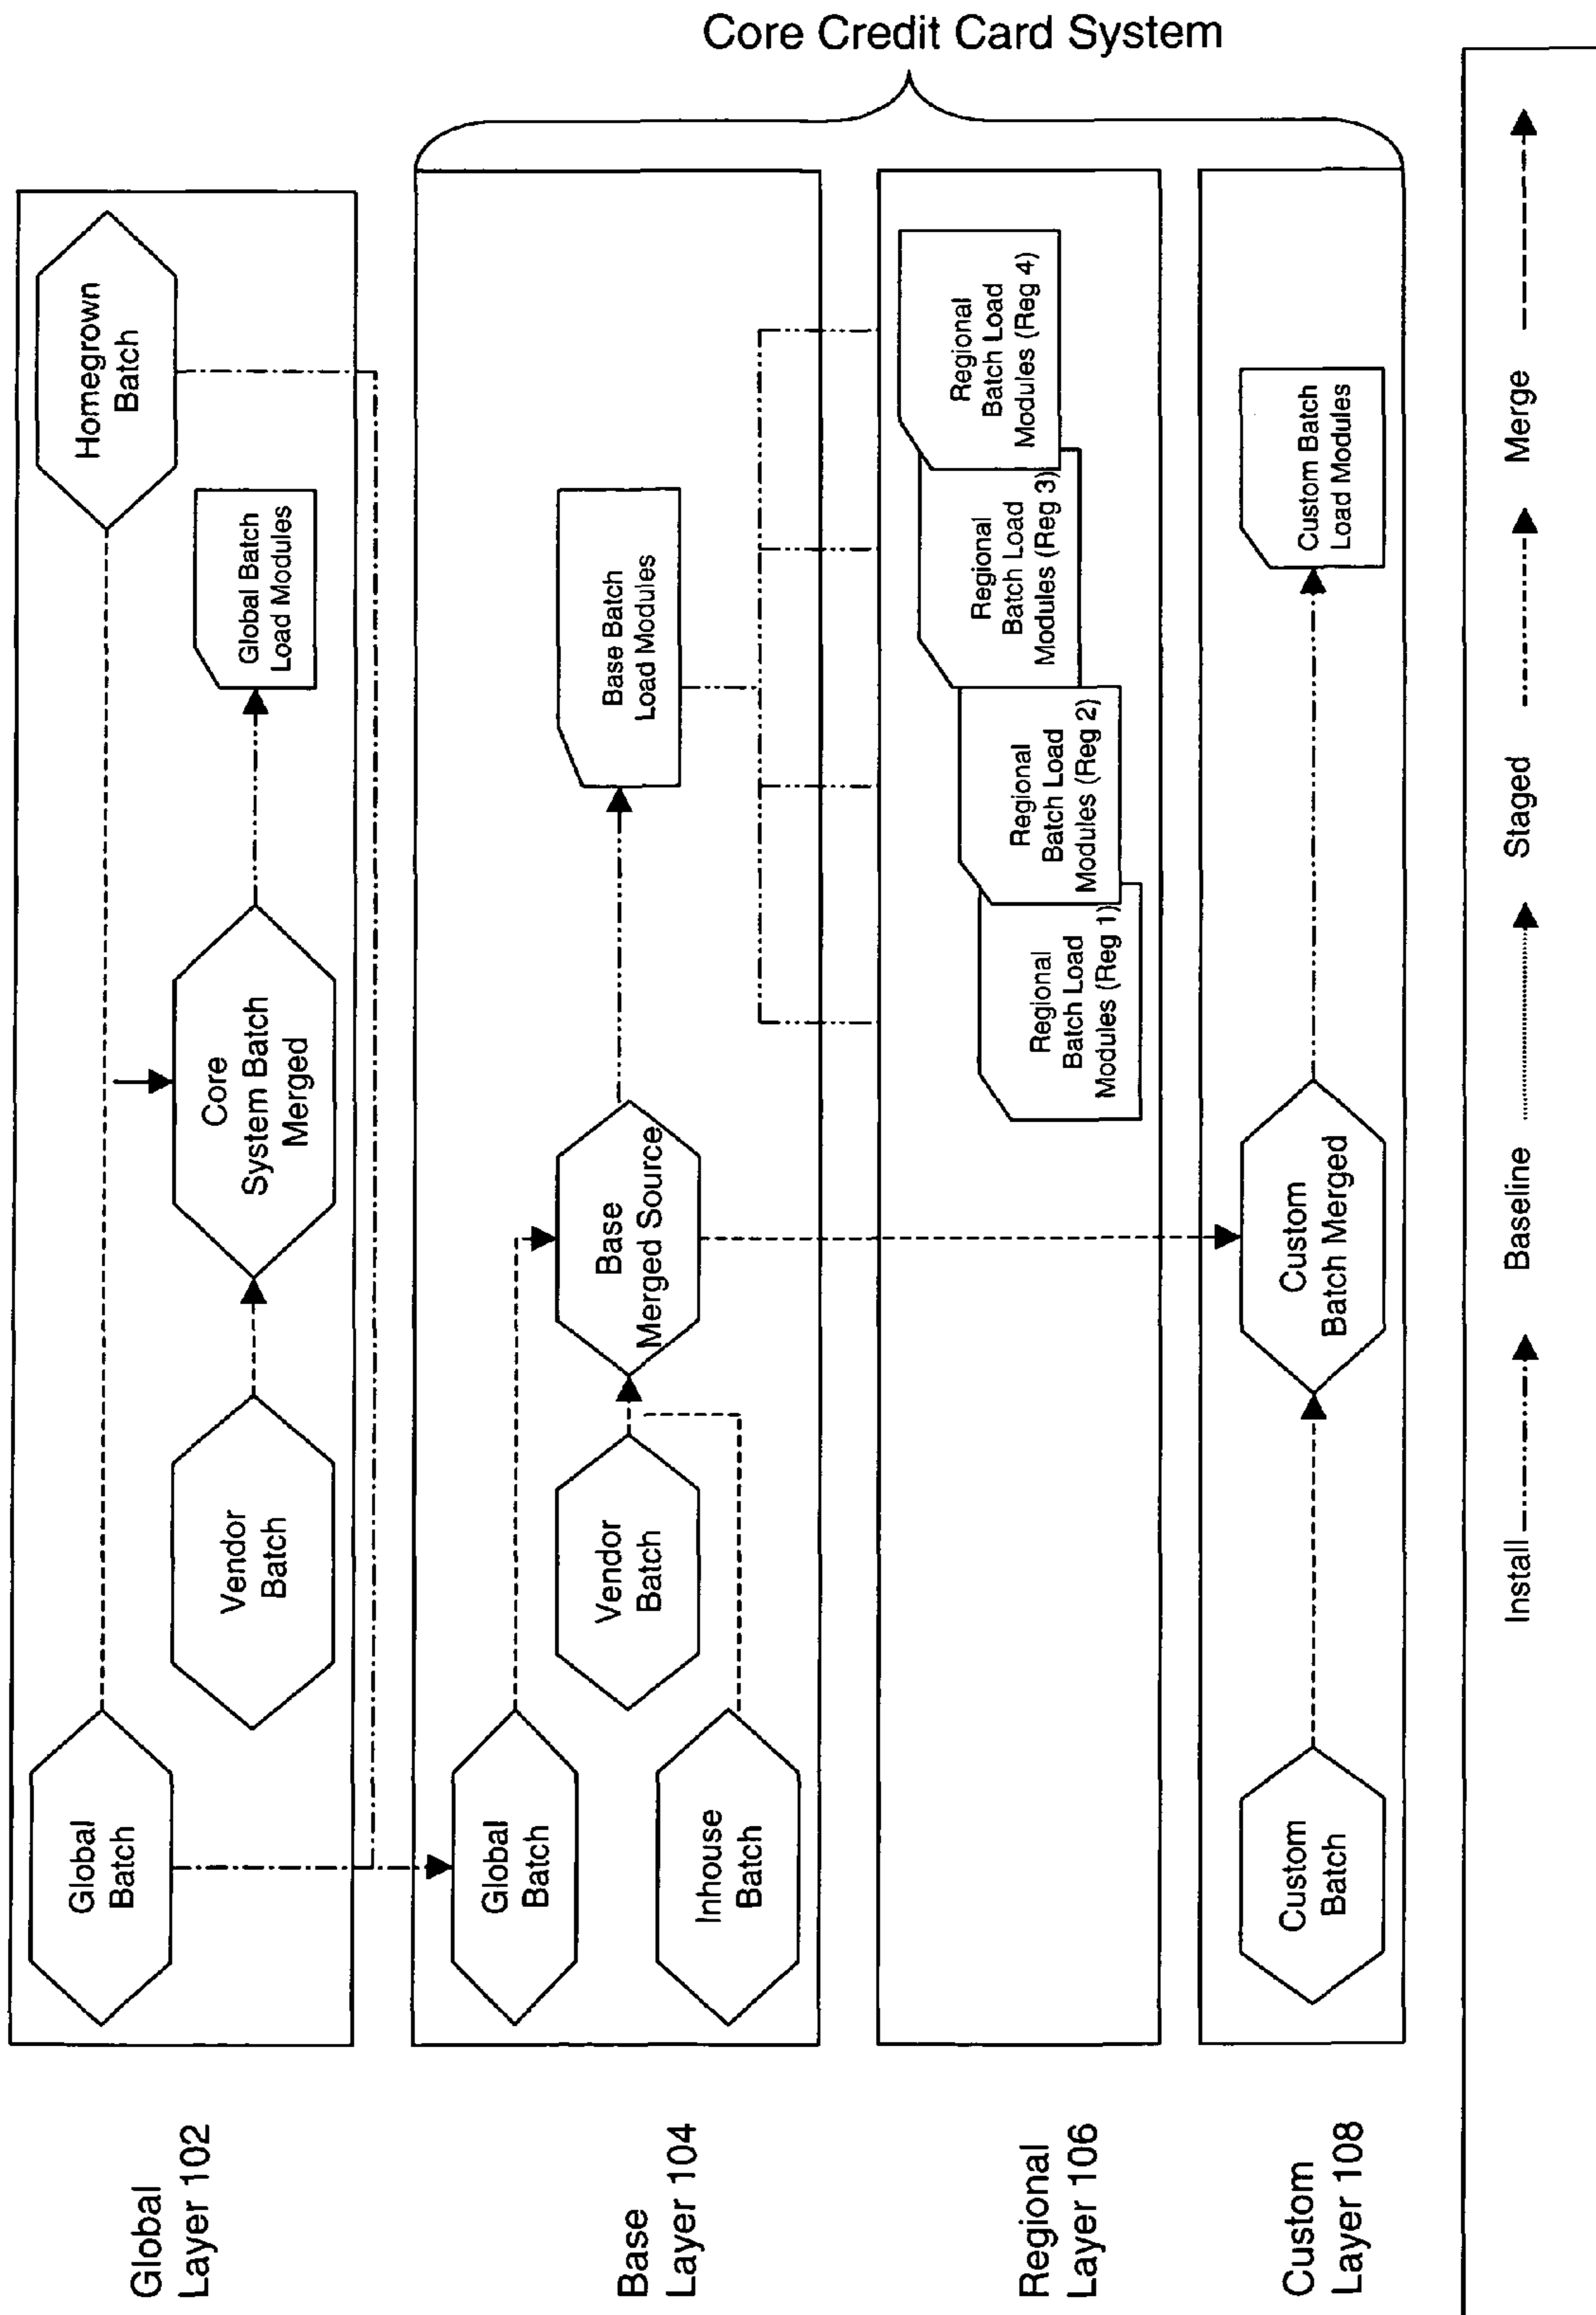 Core Credit Card System
Global
Layer 102
Global
Batch
Vendor
Batch
Core
System Batch
Merged
Global Batch
Load Modules
Homegrown
Batch
Base
Layer 104
Global
Batch
Inhouse
Batch
Vendor
Batch
Base
Merged Source
Base Batch
Load Modules
Regional
Layer 106
Regional
Batch Load
Modules (Reg 1)
Regional
Batch Load
Modules (Reg 2)
Regional
Batch Load
Modules (Reg 3)
Regional
Batch Load
Modules (Reg 4)
Custom
Layer 108
Custom
Batch
Custom
Batch Merged
Custom Batch
Load Modules
Install
Baseline
Staged
Merge